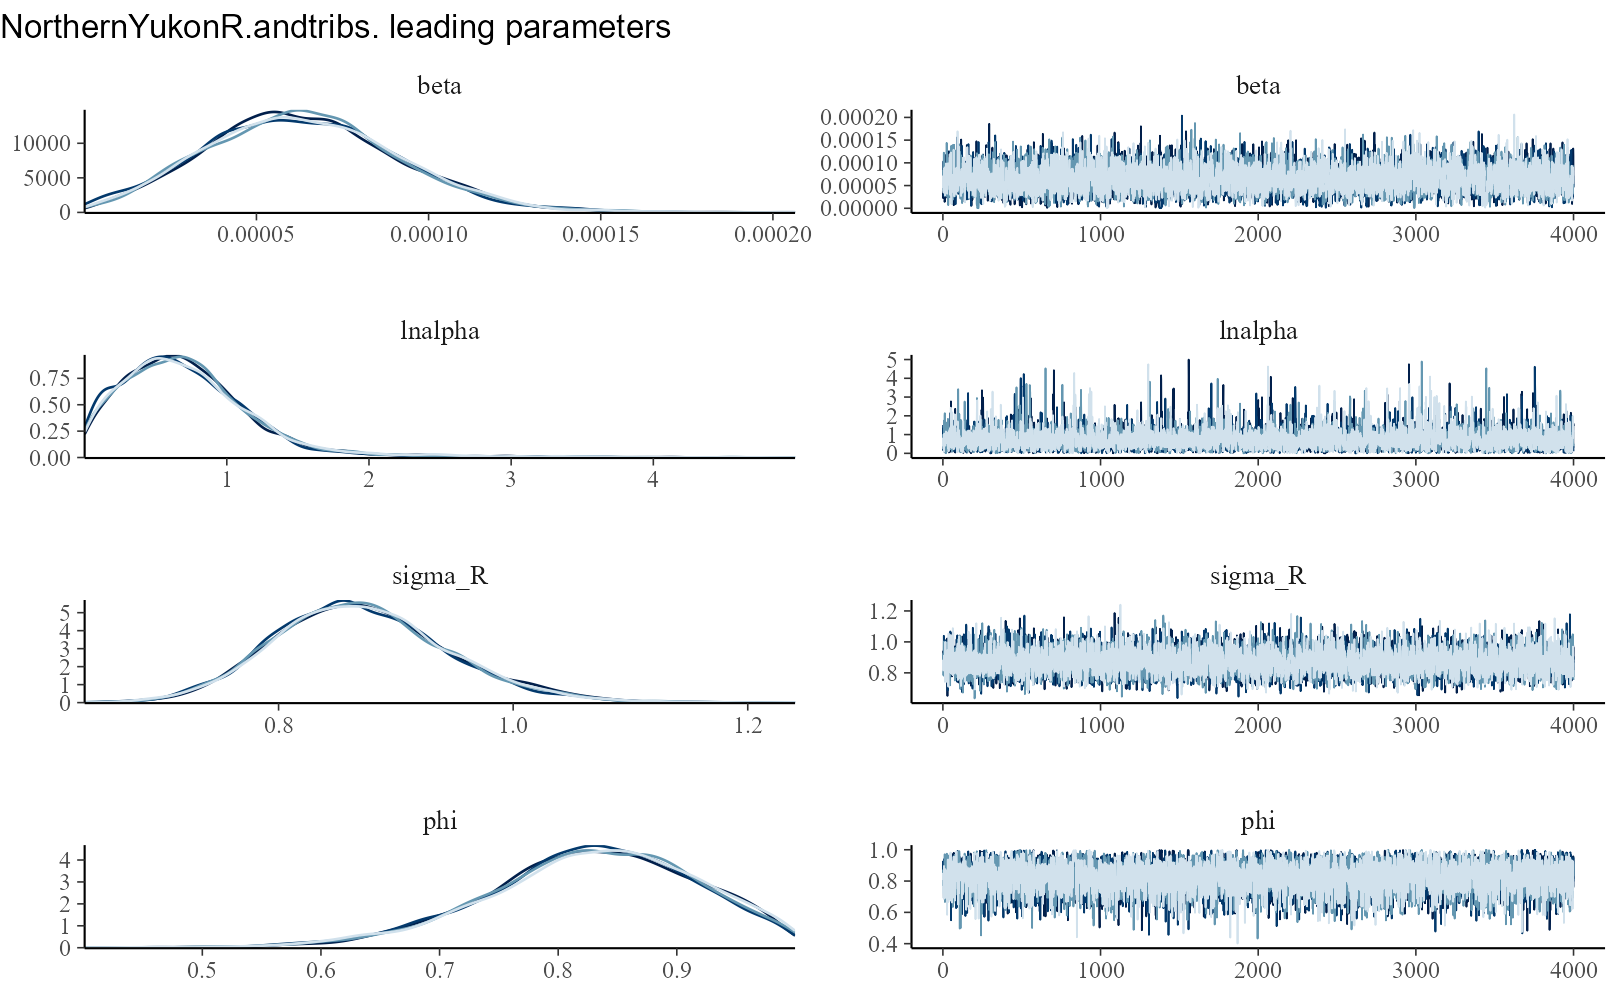 NorthernYukonR.andtribs. leading parameters
beta
10000
5000
0
0.00005 0.00010 0.00015 0.00020
beta
0.00020
0.00015
0.00010
0.00005
0.00000
0 1000 2000 3000 4000
lnalpha
0.75
0.50
0.25
0.00
1 2 3 4
lnalpha
5
4
3
2
1
0
0 1000 2000 3000 4000
sigma_R
5
4
3
2
1
0
0.8 1.0 1.2
sigma_R
1.2
1.0
0.8
0 1000 2000 3000 4000
phi
4
3
2
1
0
0.5 0.6 0.7 0.8 0.9
phi
1.0
0.8
0.6
0.4
0 1000 2000 3000 4000